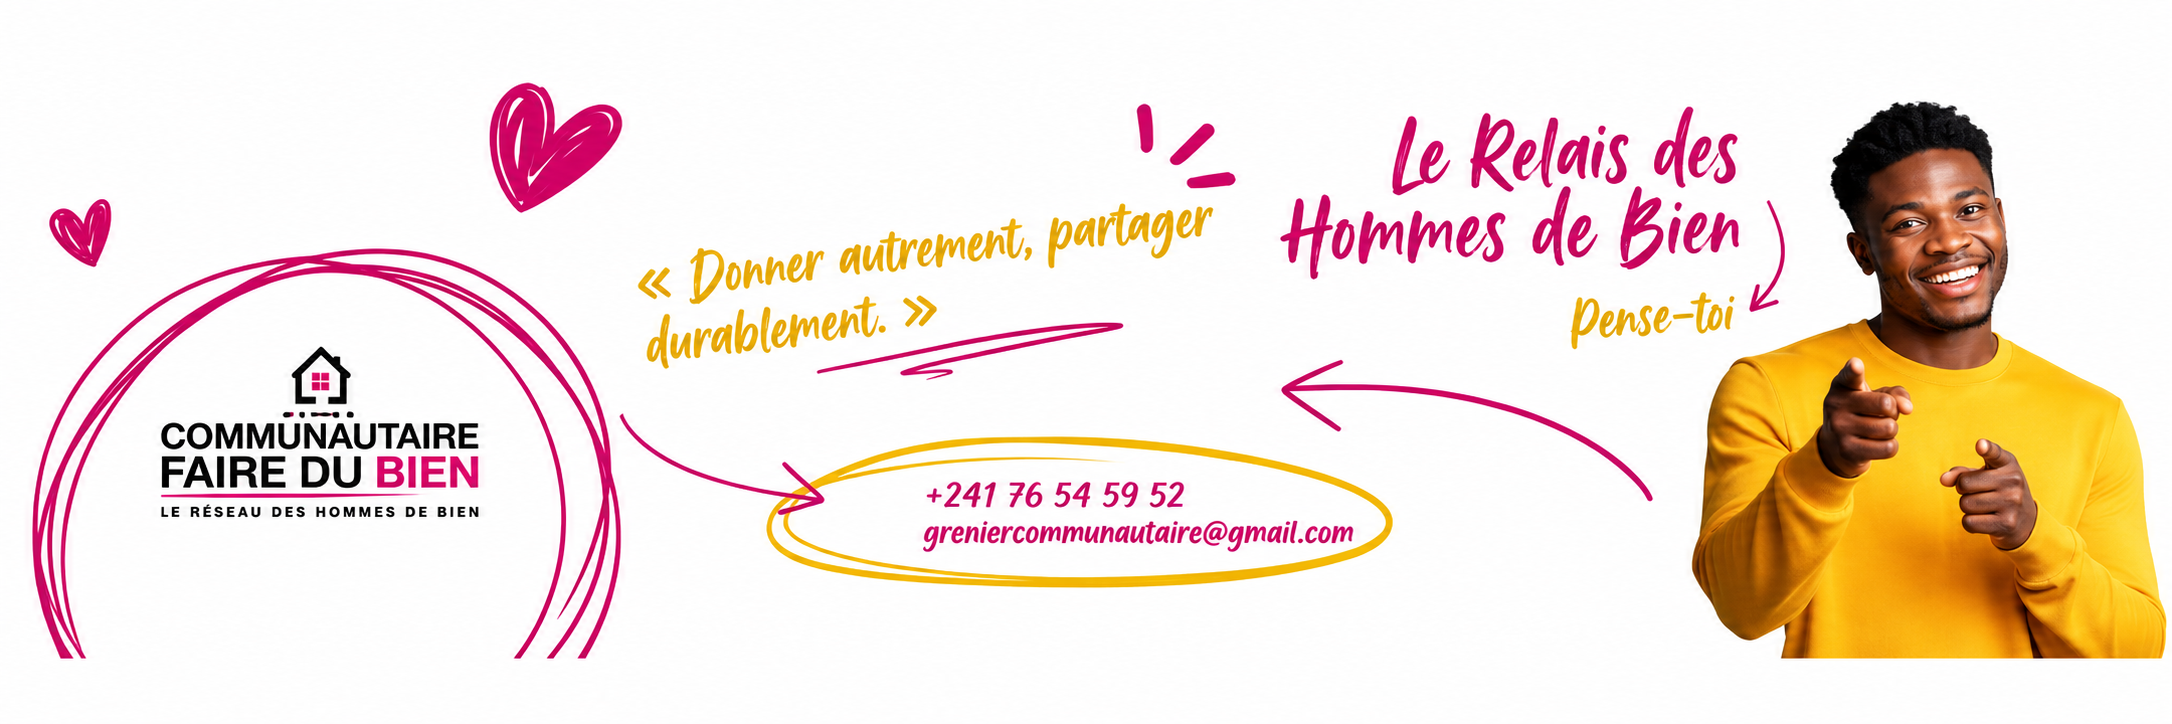 COMMUNAUTAIRE
FAIRE DU BIEN
LE RÉSEAU DES HOMMES DE BIEN
« Donner autrement, partager
durablement. »
+241 76 54 59 52
greniercommunautaire@gmail.com
Le Relais des
Hommes de Bien
Pense-toi